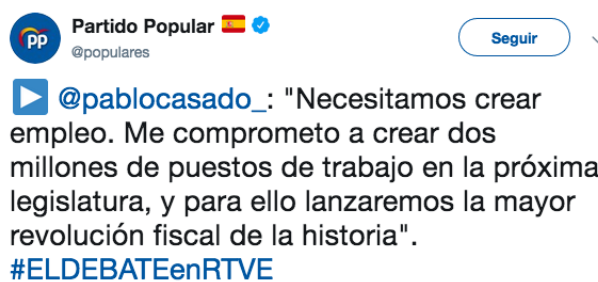 PP
Partido Popular
@populares
Seguir
@pablocasado_: "Necesitamos crear
empleo. Me comprometo a crear dos
millones de puestos de trabajo en la próxima
legislatura, y para ello lanzaremos la mayor
revolución fiscal de la historia".
#ELDEBATEenRTVE